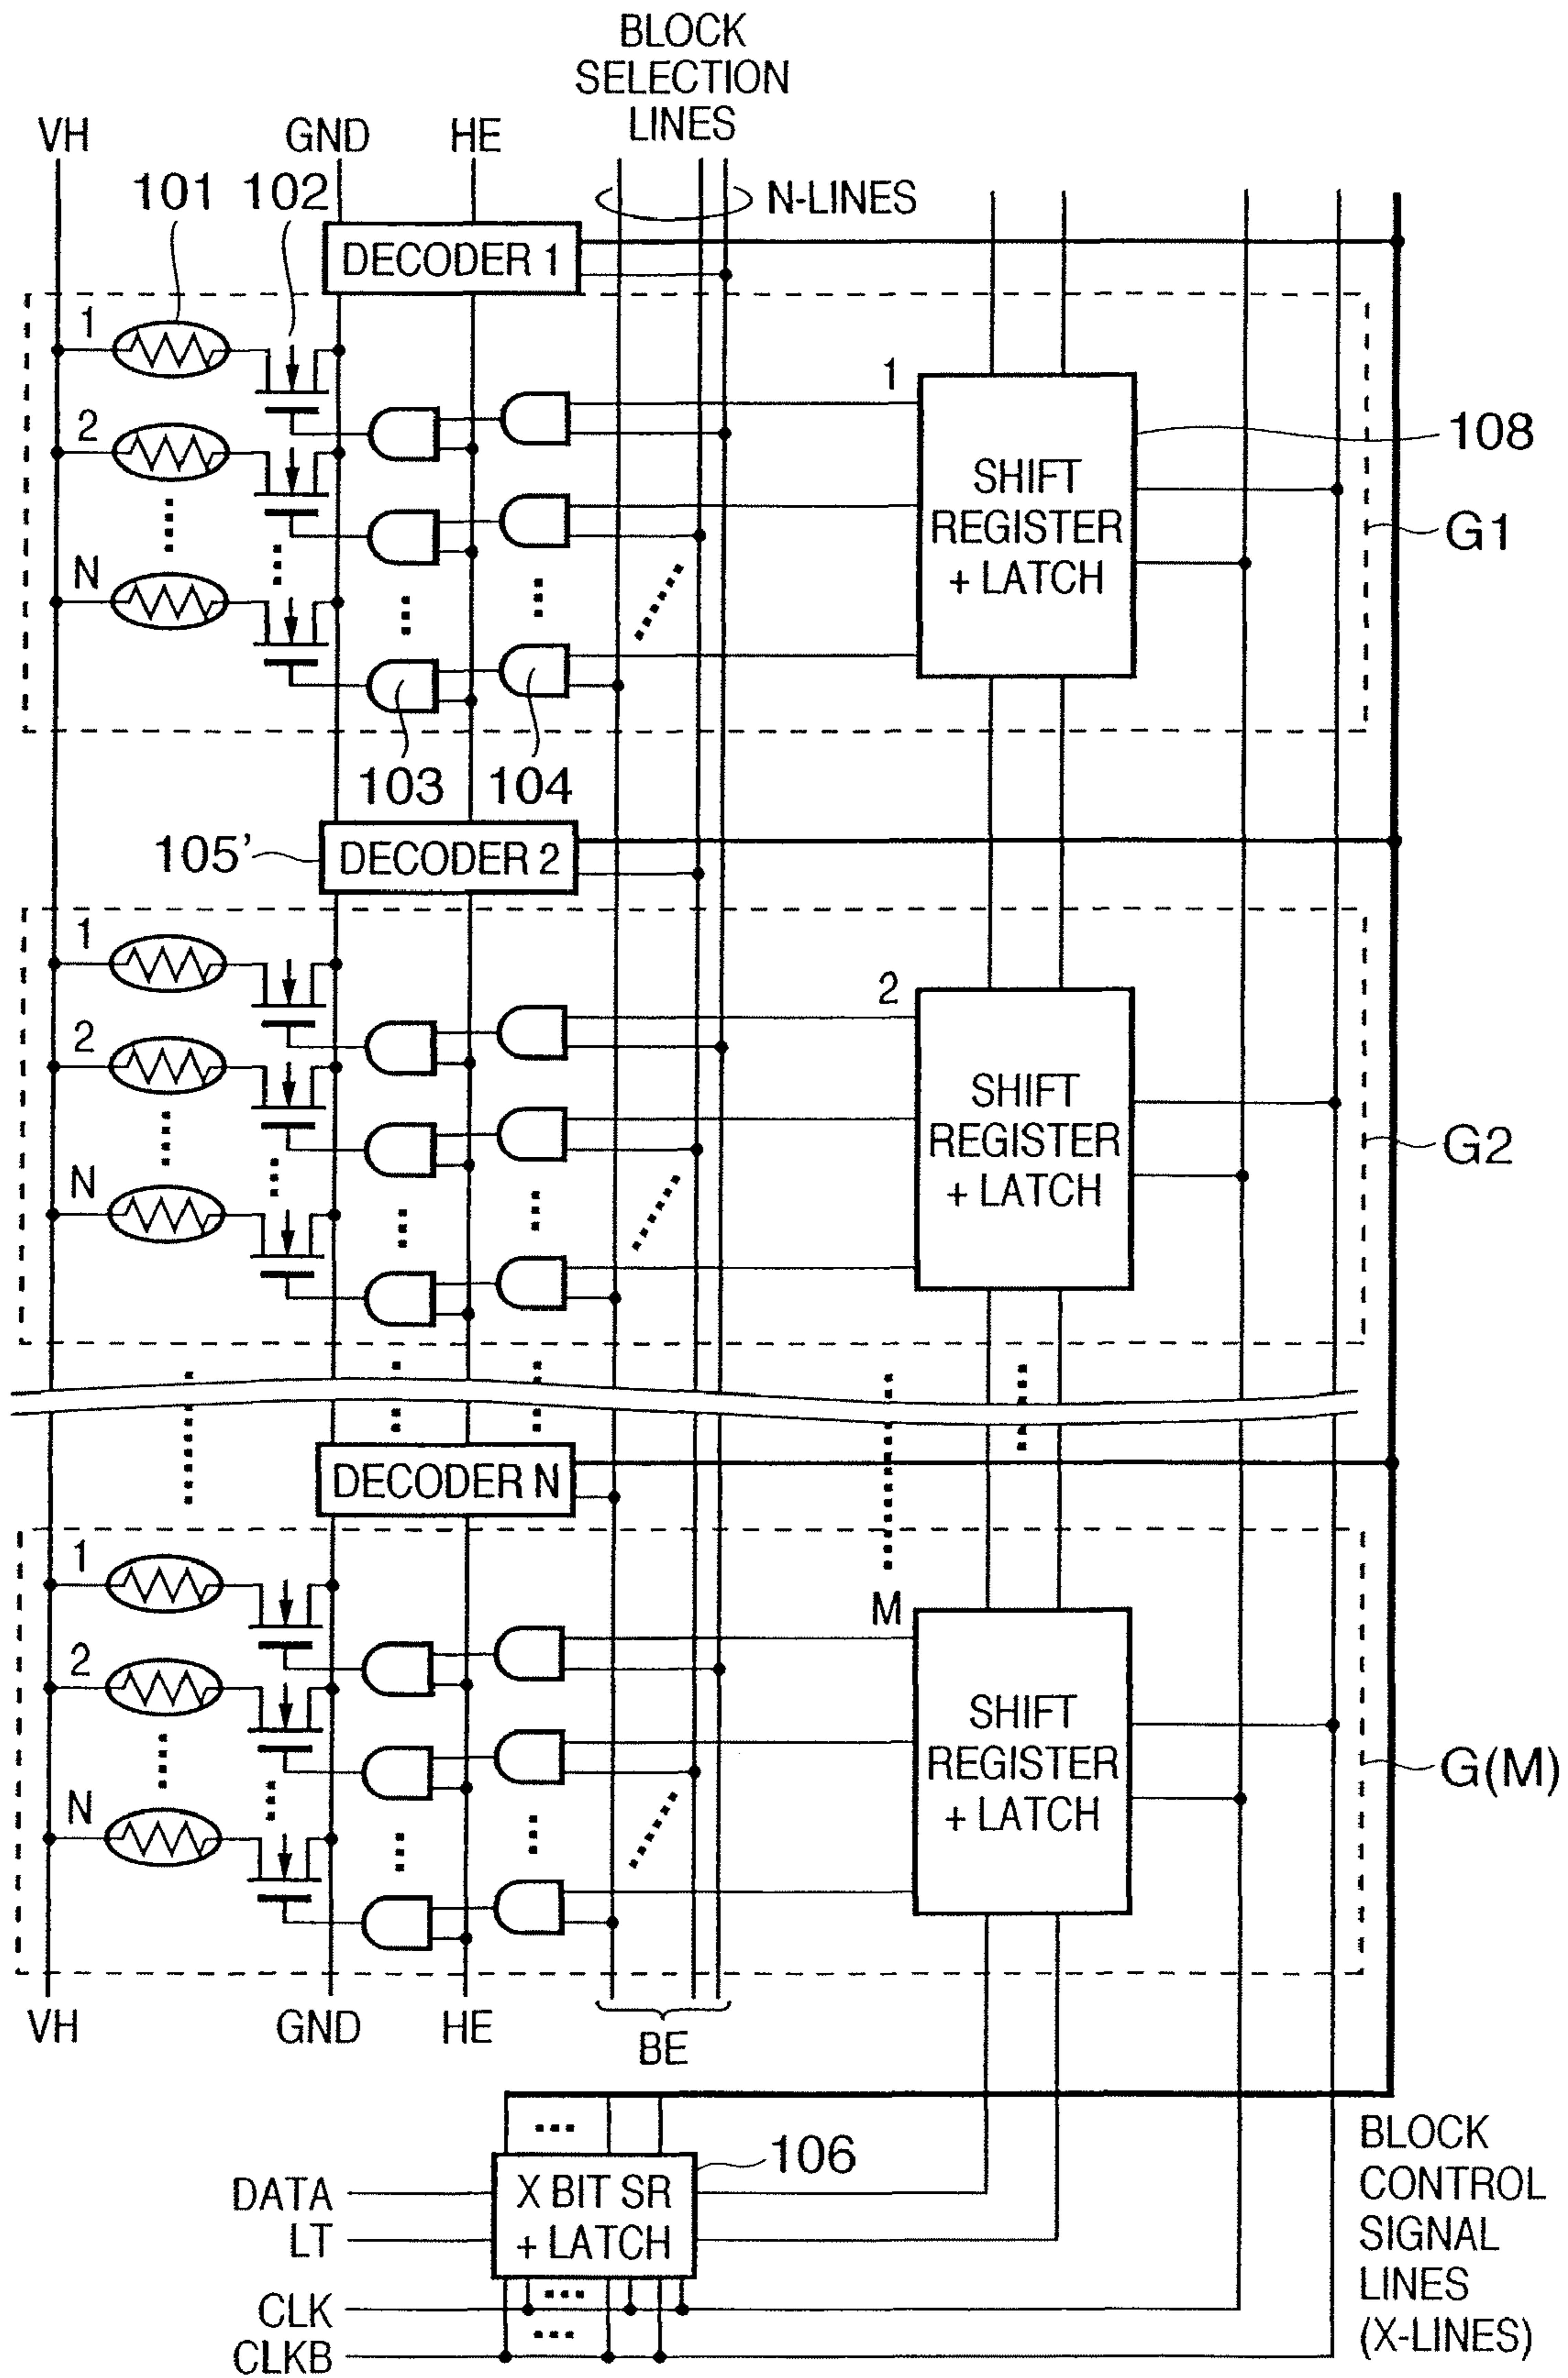 BLOCK
SELECTION
LINES
VH
GND
HE
101
102
N-LINES
DECODER 1
1
2
N
1
SHIFT
REGISTER
+ LATCH
108
G1
103
104
105'
DECODER 2
1
2
N
2
SHIFT
REGISTER
+ LATCH
G2
DECODER N
1
2
N
M
SHIFT
REGISTER
+ LATCH
G(M)
VH
GND
HE
BE
106
X BIT SR
+ LATCH
DATA
LT
CLK
CLKB
BLOCK
CONTROL
SIGNAL
LINES
(X-LINES)